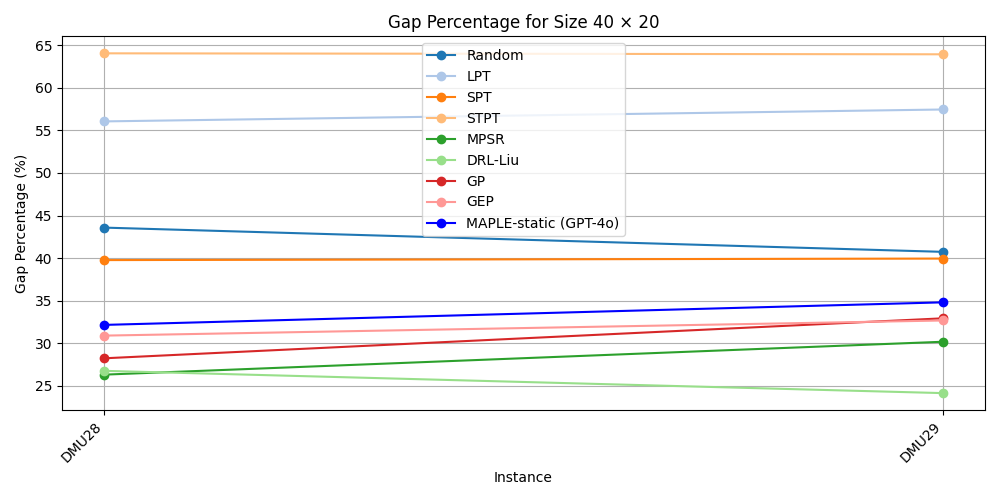 Gap Percentage for Size 40 × 20
65
60
55
50
45
40
35
30
25
Gap Percentage (%)
Random
LPT
SPT
STPT
MPSR
DRL-Liu
GP
GEP
MAPLE-static (GPT-4o)
DMU28
DMU29
Instance